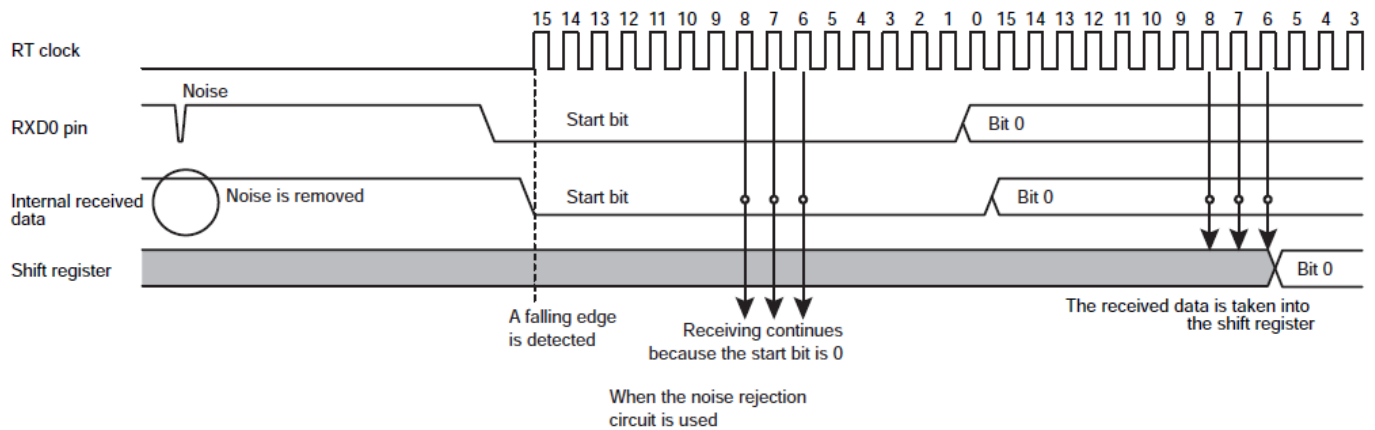 15 14 13 12 11 10 9 8 7 6 5 4 3 2 1 0 15 14 13 12 11 10 9 8 7 6 5 4 3
RT clock
Noise
RXD0 pin
Start bit
Bit 0
Internal received
data
Noise is removed
Start bit
Bit 0
Shift register
Bit 0
A falling edge
is detected
Receiving continues
because the start bit is 0
The received data is taken into
the shift register
When the noise rejection
circuit is used